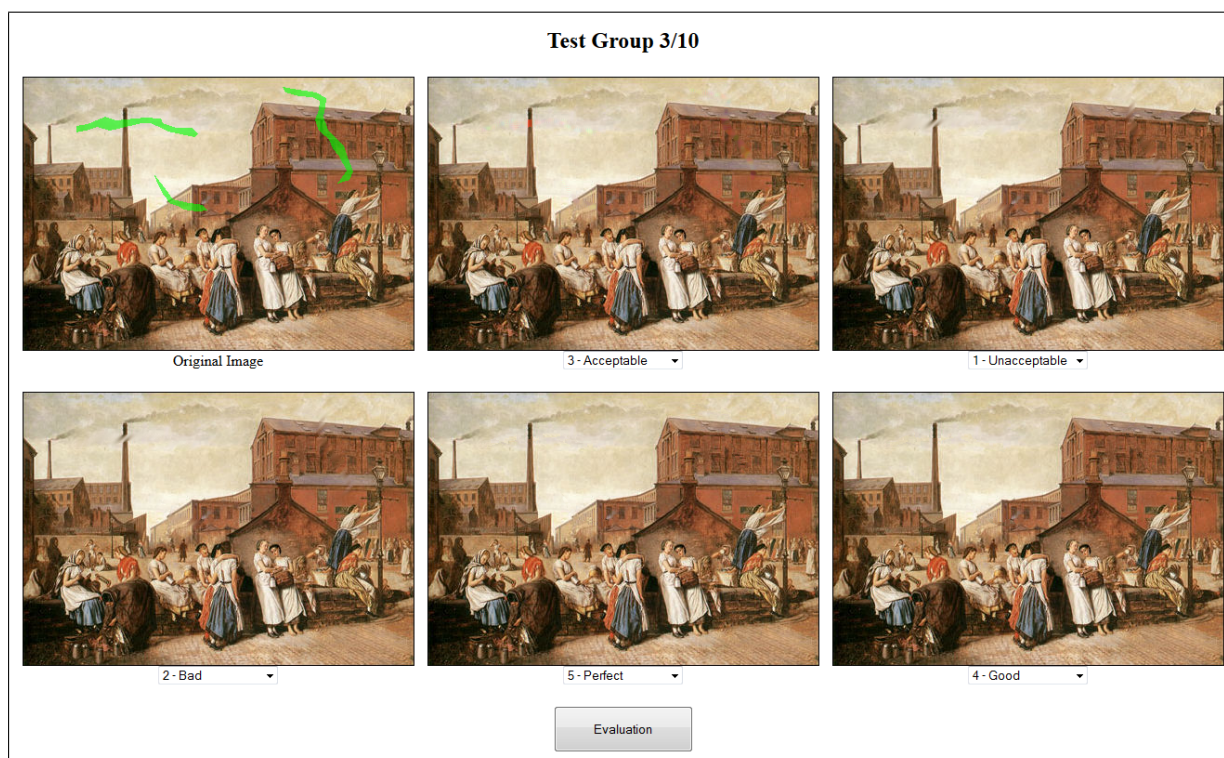 Test Group 3/10
Original Image
3 - Acceptable
1 - Unacceptable
2 - Bad
5 - Perfect
4 - Good
Evaluation